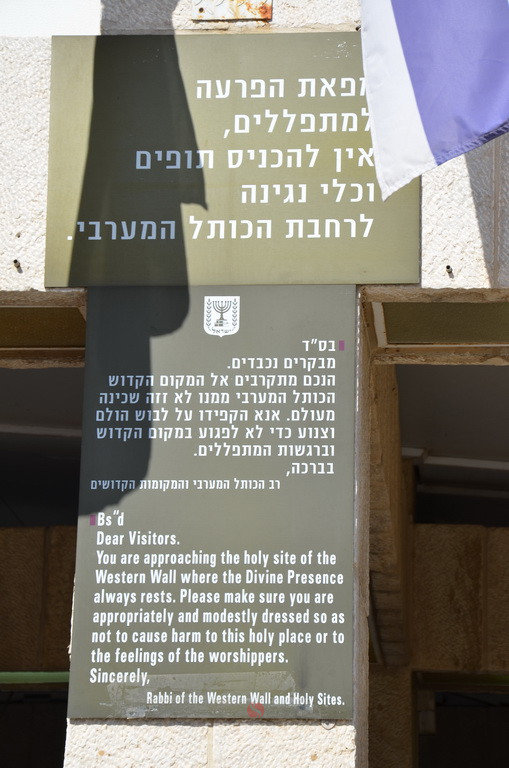 מפאת הפרעה
למתפללים,
אין להכניס תופים
וכלי נגינה
לרחבת הכותל המערבי.
בס"ד
מבקרים נכבדים.
הנכם מתקרבים אל המקום הקדוש
הכותל המערבי ממנו לא זזה שכינה
מעולם. אנא הקפידו על לבוש הולם
וצנוע כדי לא לפגוע במקום הקדוש
וברגשות המתפללים.
בברכה,
רב הכותל המערבי והמקומות הקדושים
Bs"d
Dear Visitors.
You are approaching the holy site of the
Western Wall where the Divine Presence
always rests. Please make sure you are
appropriately and modestly dressed so as
not to cause harm to this holy place or to
the feelings of the worshippers.
Sincerely,
Rabbi of the Western Wall and Holy Sites.